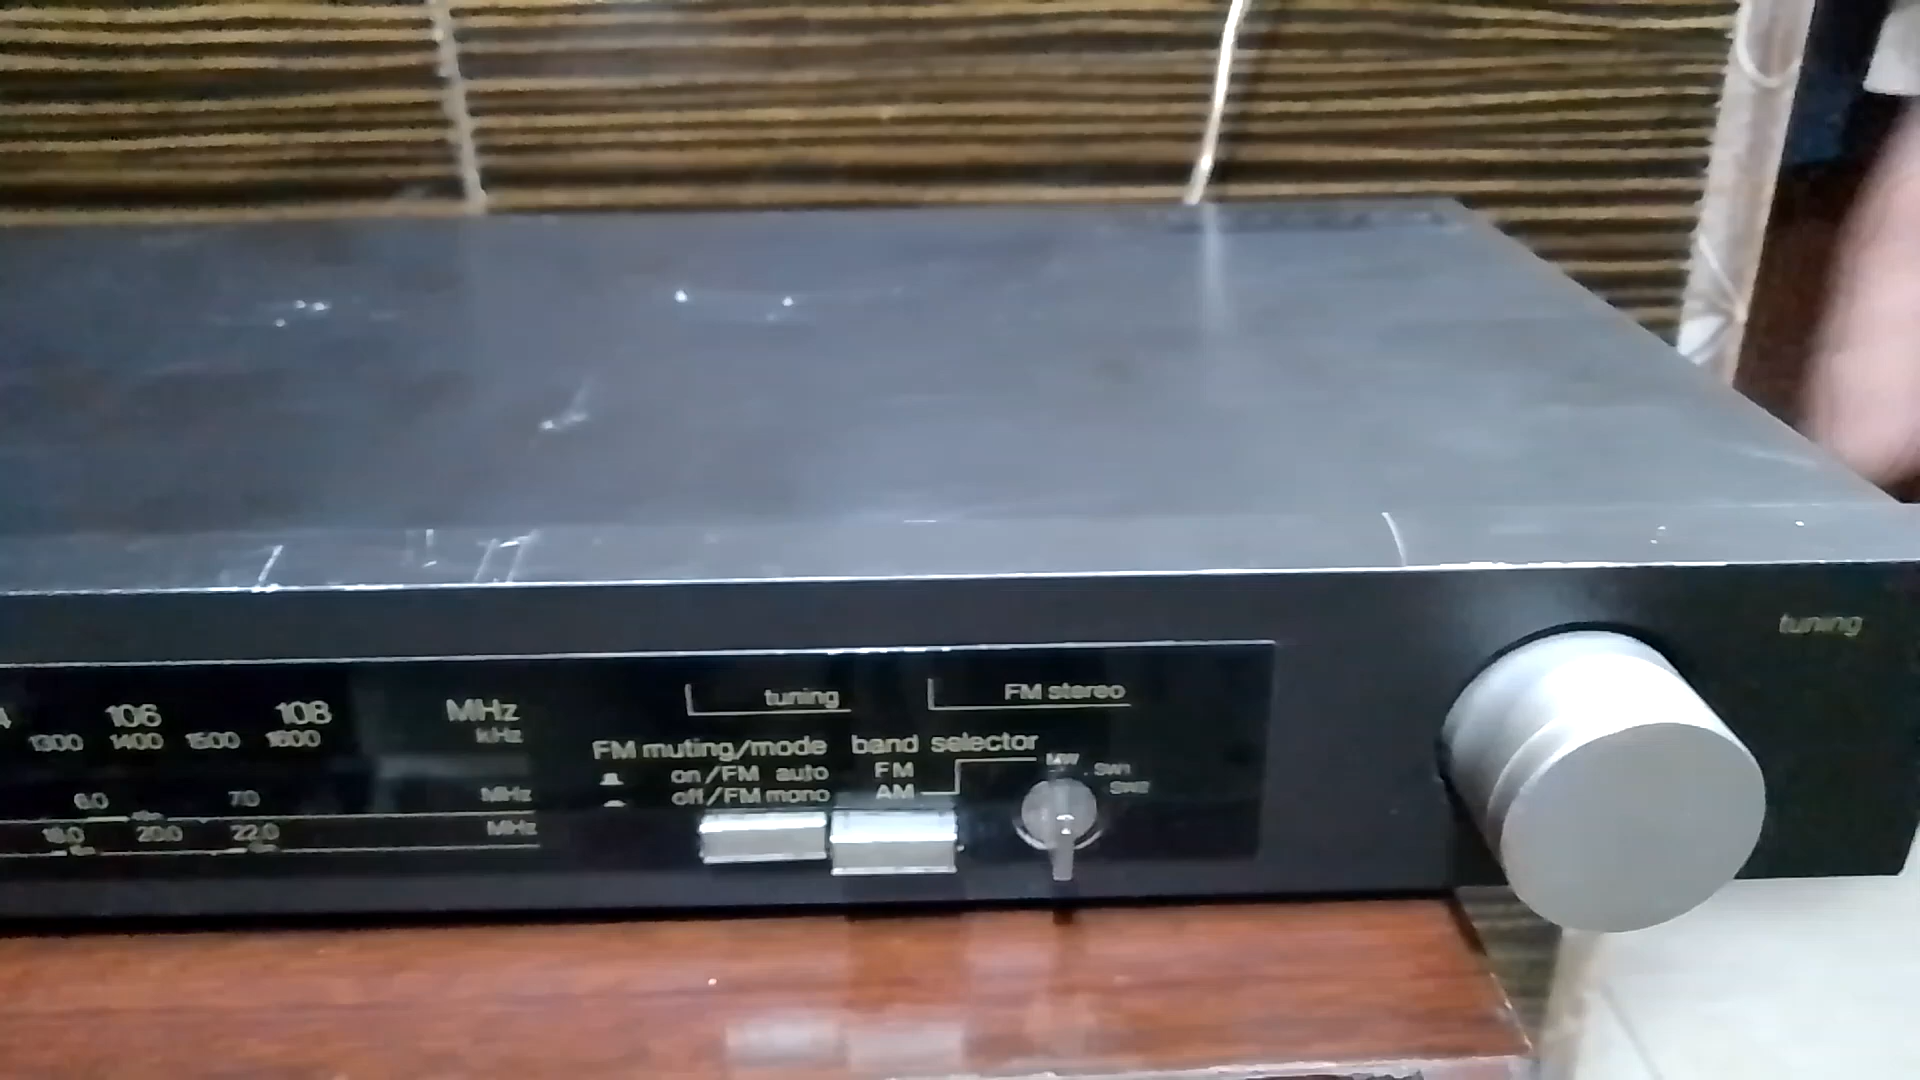 tuning
tuning
FM stereo
106 108 MHz
1300 1400 1500 1600 kHz
FM muting/mode band selector
on/FM auto FM MW SW1
off/FM mono AM SW2
6.0 7.0 MHz
18.0 20.0 22.0 MHz